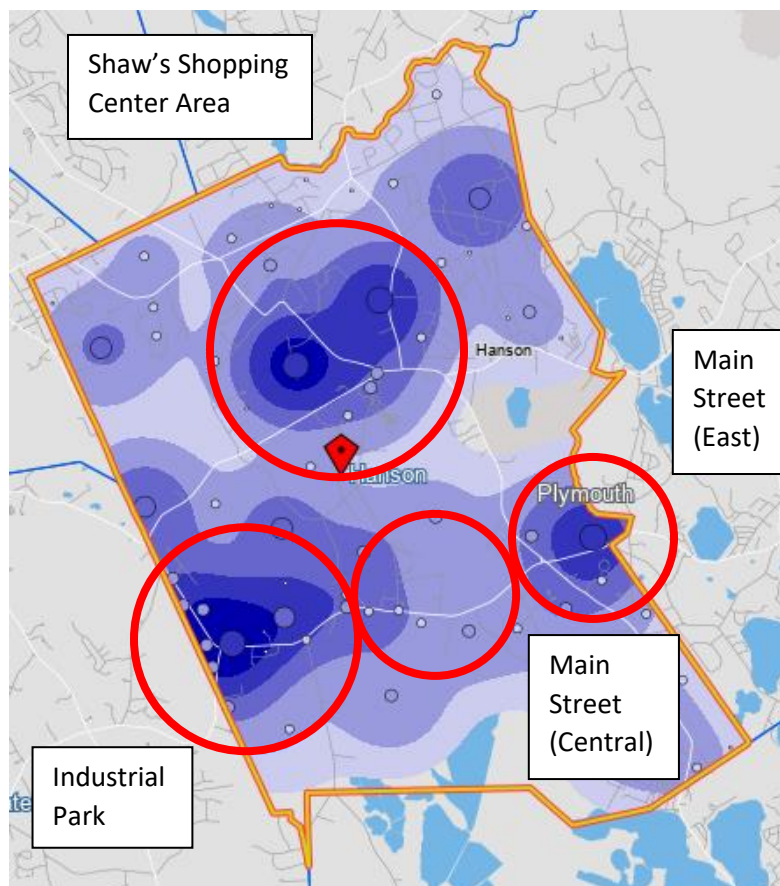 Shaw’s Shopping
Center Area
Hanson
Main
Street
(East)
Hanson
Plymouth
Main
Street
(Central)
Industrial
Park